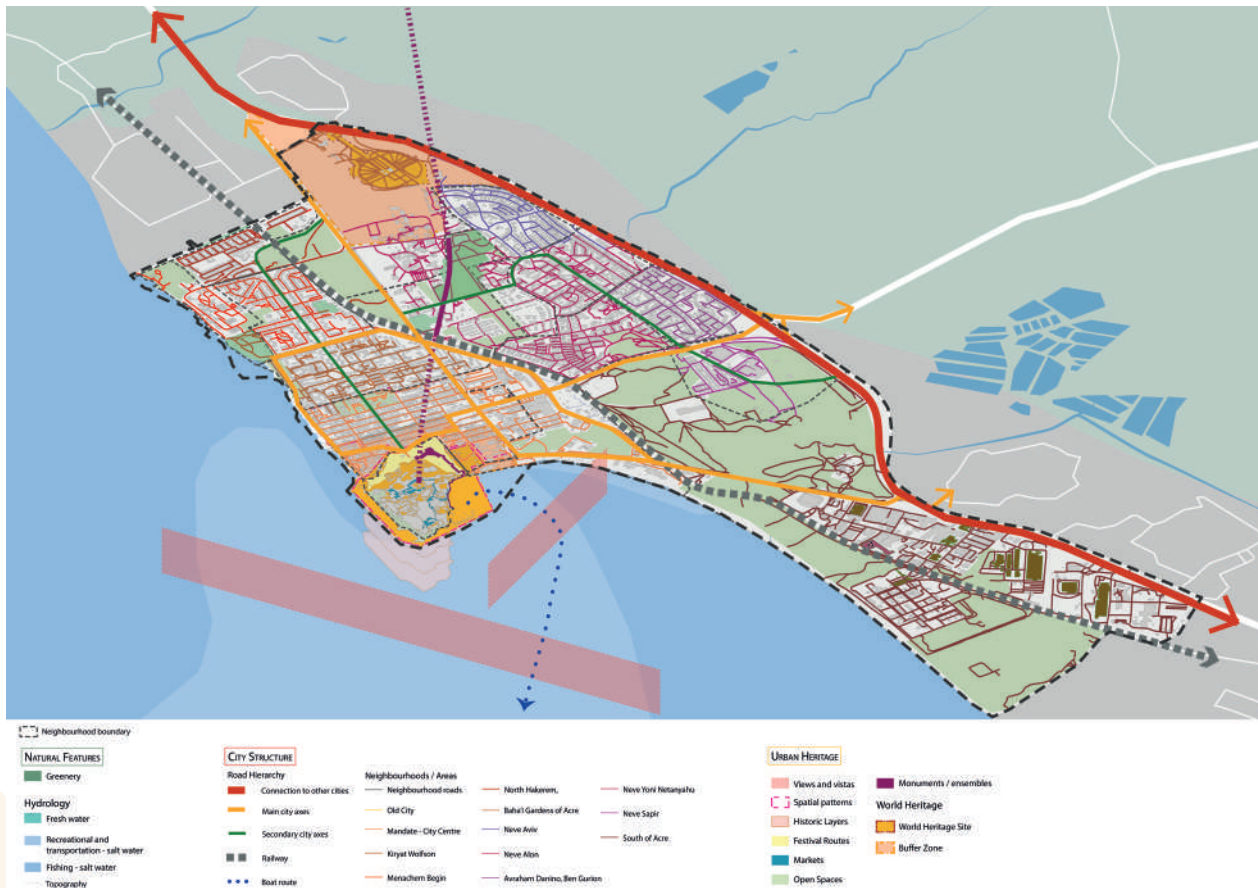 Neighbourhood boundary
NATURAL FEATURES
Greenery
Hydrology
Fresh water
Recreational and
transportation - salt water
Fishing - salt water
Topography
CITY STRUCTURE
Road Hierarchy
Connection to other cities
Main city axes
Secondary city axes
Railway
Boat route
Neighbourhoods / Areas
Neighbourhood roads
Old City
Mandate - City Centre
Kiryat Wolfson
Menachem Begin
North Hakerem,
Baha'i Gardens of Acre
Neve Aviv
Neve Alon
Avraham Danino, Ben Gurion
Neve Yoni Netanyahu
Neve Sapir
South of Acre
URBAN HERITAGE
Views and vistas
Spatial patterns
Historic Layers
Festival Routes
Markets
Open Spaces
Monuments / ensembles
World Heritage
World Heritage Site
Buffer Zone